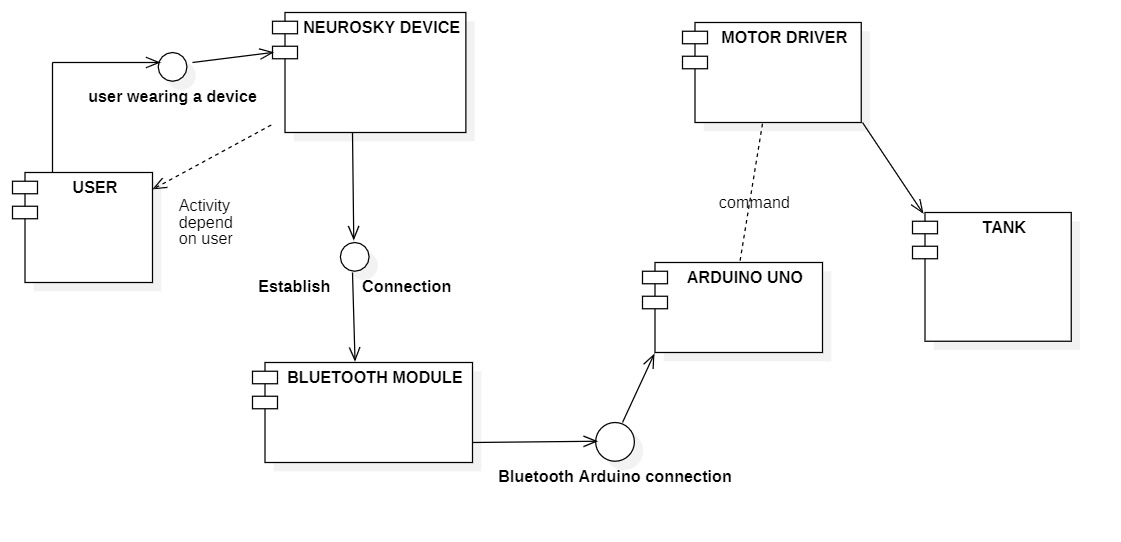 NEUROSKY DEVICE
MOTOR DRIVER
user wearing a device
USER
Activity
depend
on user
command
TANK
Establish Connection
ARDUINO UNO
BLUETOOTH MODULE
Bluetooth Arduino connection